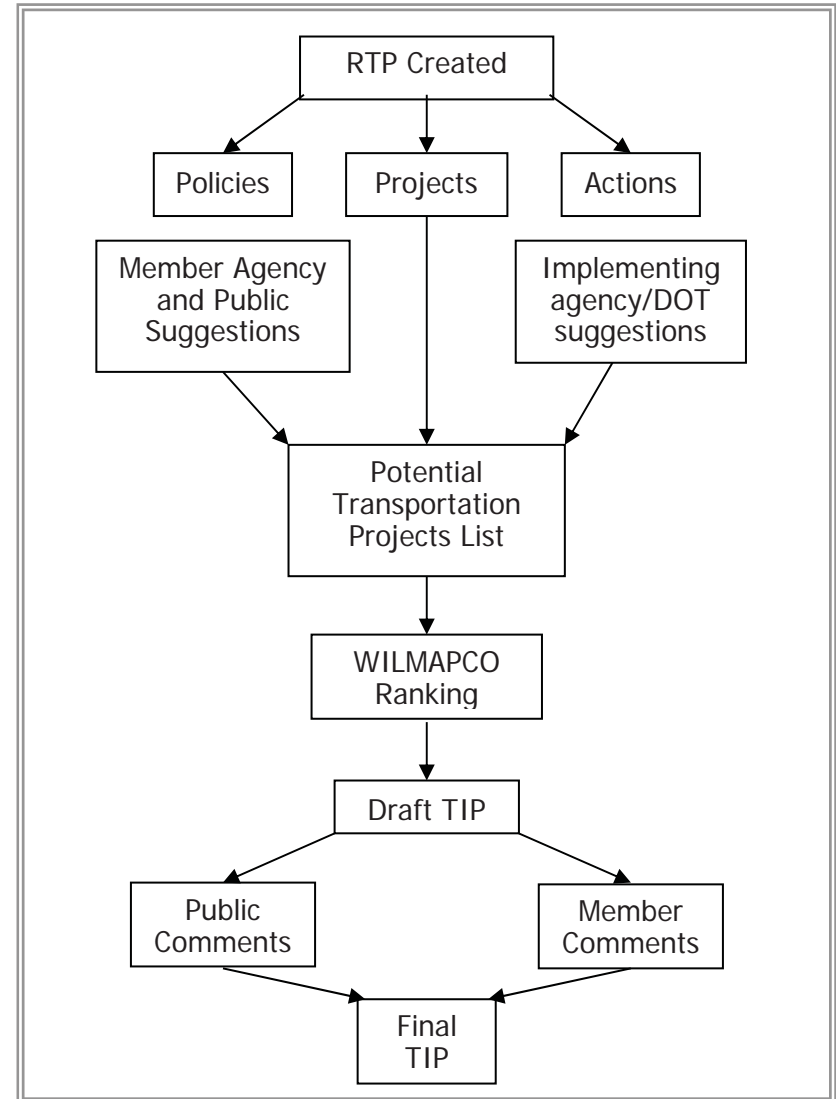 RTP Created
Policies
Projects
Actions
Member Agency
and Public
Suggestions
Implementing
agency/DOT
suggestions
Potential
Transportation
Projects List
WILMAPCO
Ranking
Draft TIP
Public
Comments
Member
Comments
Final
TIP